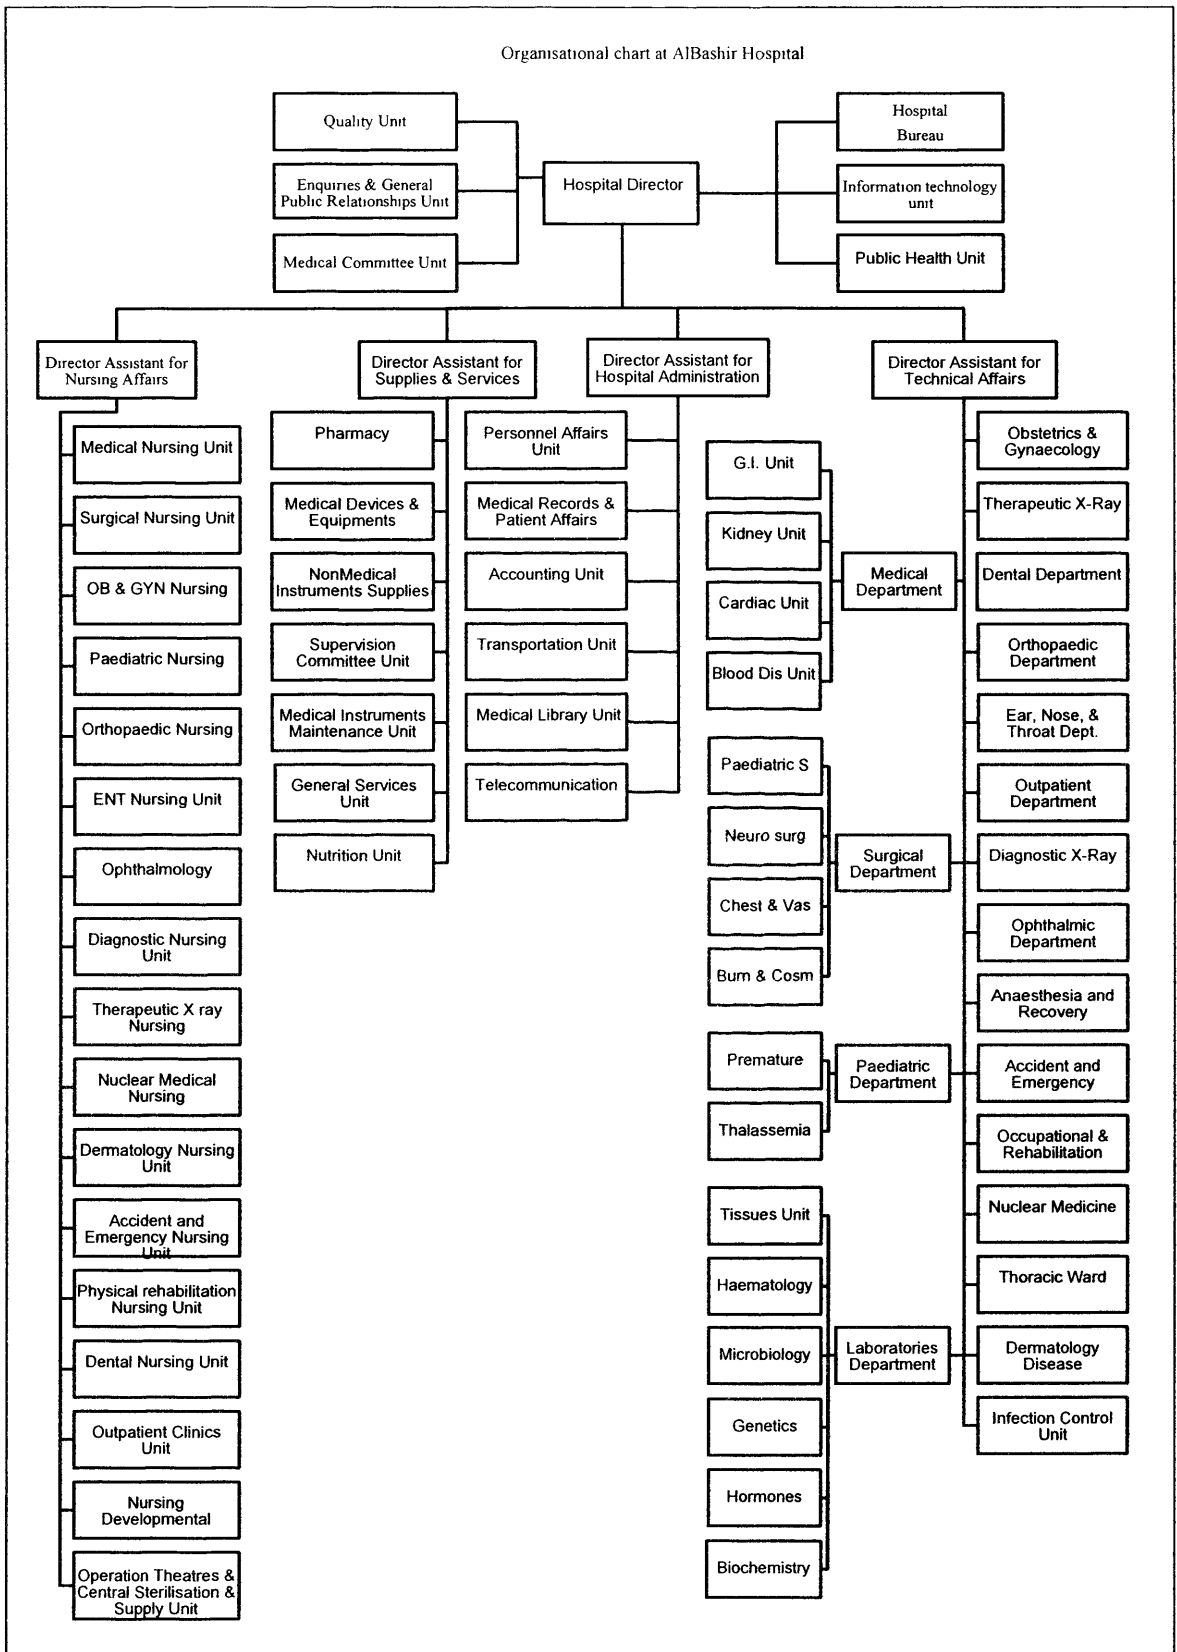 Organisational chart at AlBashir Hospital
Quality Unit
Enquiries & General
Public Relationships Unit
Medical Committee Unit
Hospital Director
Hospital
Bureau
Information technology
unit
Public Health Unit
Director Assistant for
Nursing Affairs
Director Assistant for
Supplies & Services
Director Assistant for
Hospital Administration
Director Assistant for
Technical Affairs
Medical Nursing Unit
Surgical Nursing Unit
OB & GYN Nursing
Paediatric Nursing
Orthopaedic Nursing
ENT Nursing Unit
Ophthalmology
Diagnostic Nursing
Unit
Therapeutic X ray
Nursing
Nuclear Medical
Nursing
Dermatology Nursing
Unit
Accident and
Emergency Nursing
Unit
Physical rehabilitation
Nursing Unit
Dental Nursing Unit
Outpatient Clinics
Unit
Nursing
Developmental
Operation Theatres &
Central Sterilisation &
Supply Unit
Pharmacy
Medical Devices &
Equipments
NonMedical
Instruments Supplies
Supervision
Committee Unit
Medical Instruments
Maintenance Unit
General Services
Unit
Nutrition Unit
Personnel Affairs
Unit
Medical Records &
Patient Affairs
Accounting Unit
Transportation Unit
Medical Library Unit
Telecommunication
G.I. Unit
Kidney Unit
Cardiac Unit
Blood Dis Unit
Medical
Department
Paediatric S
Neuro surg
Chest & Vas
Burn & Cosm
Surgical
Department
Premature
Thalassemia
Paediatric
Department
Tissues Unit
Haematology
Microbiology
Genetics
Hormones
Biochemistry
Laboratories
Department
Obstetrics &
Gynaecology
Therapeutic X-Ray
Dental Department
Orthopaedic
Department
Ear, Nose, &
Throat Dept.
Outpatient
Department
Diagnostic X-Ray
Ophthalmic
Department
Anaesthesia and
Recovery
Accident and
Emergency
Occupational &
Rehabilitation
Nuclear Medicine
Thoracic Ward
Dermatology
Disease
Infection Control
Unit